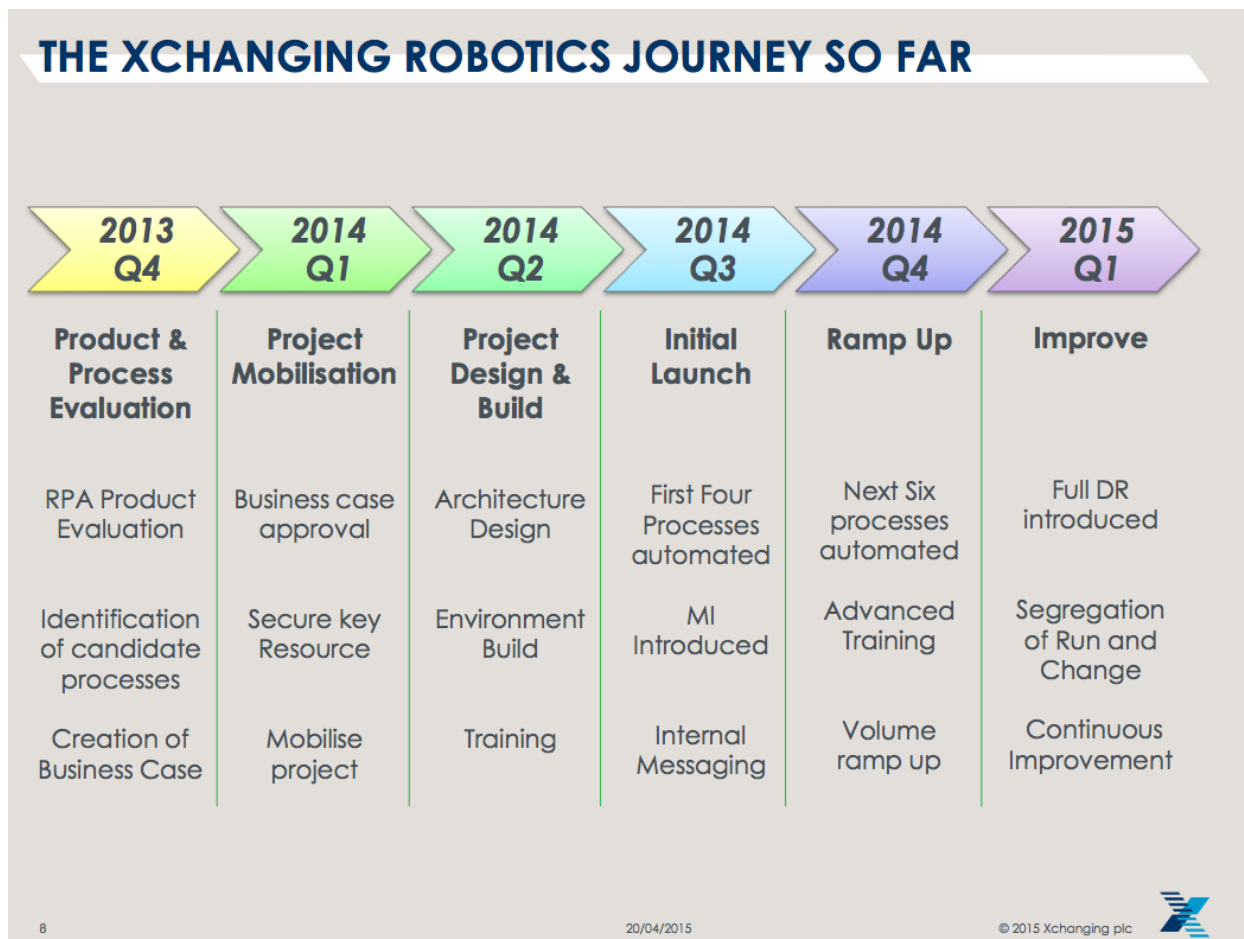 THE XCHANGING ROBOTICS JOURNEY SO FAR
2013
Q4
2014
Q1
2014
Q2
2014
Q3
2014
Q4
2015
Q1
Product &
Process
Evaluation
RPA Product
Evaluation
Identification
of candidate
processes
Creation of
Business Case
Project
Mobilisation
Business case
approval
Secure key
Resource
Mobilise
project
Project
Design &
Build
Architecture
Design
Environment
Build
Training
Initial
Launch
First Four
Processes
automated
MI
Introduced
Internal
Messaging
Ramp Up
Next Six
processes
automated
Advanced
Training
Volume
ramp up
Improve
Full DR
introduced
Segregation
of Run and
Change
Continuous
Improvement
8
20/04/2015
© 2015 Xchanging plc